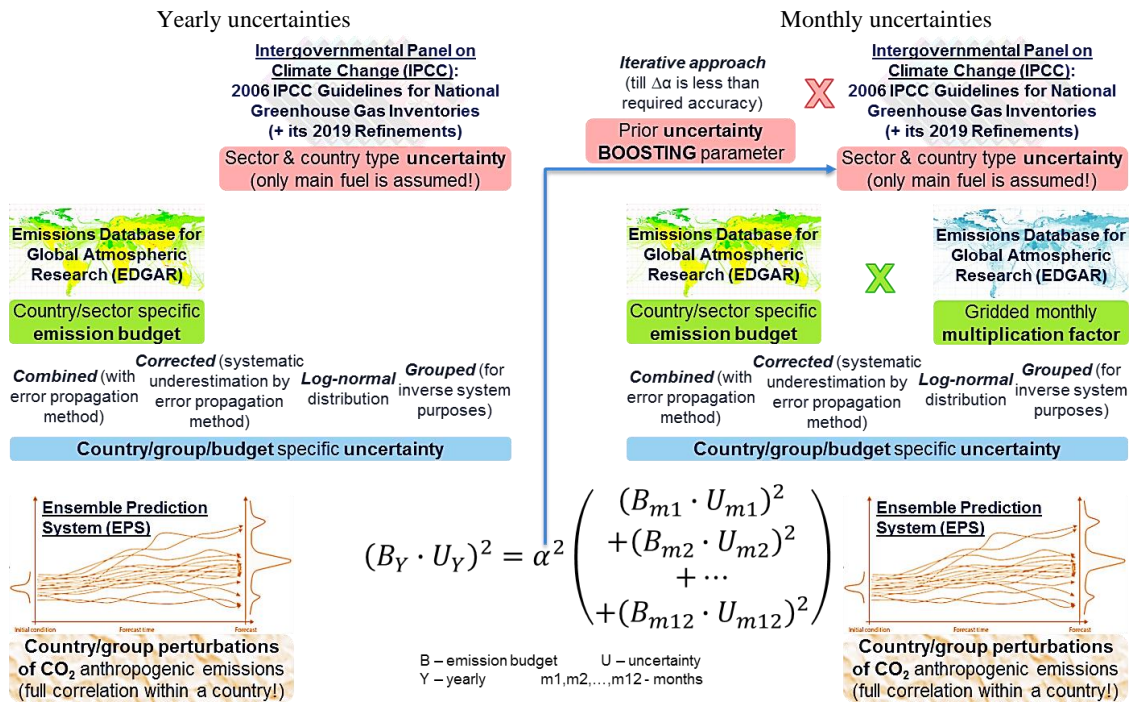 Yearly uncertainties
Intergovernmental Panel on
Climate Change (IPCC):
2006 IPCC Guidelines for National
Greenhouse Gas Inventories
(+ its 2019 Refinements)
Sector & country type uncertainty
(only main fuel is assumed!)
Emissions Database for
Global Atmospheric
Research (EDGAR)
Country/sector specific
emission budget
Combined (with
error propagation
method)
Corrected (systematic
underestimation by
error propagation
method)
Log-normal
distribution
Grouped (for
inverse system
purposes)
Country/group/budget specific uncertainty
Ensemble Prediction
System (EPS)
Initial condition
Forecast time
Forecast
Country/group perturbations
of CO₂ anthropogenic emissions
(full correlation within a country!)
Monthly uncertainties
Iterative approach
(till Δα is less than
required accuracy)
X
Prior uncertainty
BOOSTING parameter
Intergovernmental Panel on
Climate Change (IPCC):
2006 IPCC Guidelines for National
Greenhouse Gas Inventories
(+ its 2019 Refinements)
Sector & country type uncertainty
(only main fuel is assumed!)
Emissions Database for
Global Atmospheric
Research (EDGAR)
Country/sector specific
emission budget
X
Emissions Database for
Global Atmospheric
Research (EDGAR)
Gridded monthly
multiplication factor
Combined (with
error propagation
method)
Corrected (systematic
underestimation by
error propagation
method)
Log-normal
distribution
Grouped (for
inverse system
purposes)
Country/group/budget specific uncertainty
(B_Y · U_Y)² = α²
(B_m1 · U_m1)²
+(B_m2 · U_m2)²
+ ⋯
+(B_m12 · U_m12)²
B – emission budget U – uncertainty
Y – yearly m1,m2,…,m12 - months
Ensemble Prediction
System (EPS)
Initial condition
Forecast time
Forecast
Country/group perturbations
of CO₂ anthropogenic emissions
(full correlation within a country!)